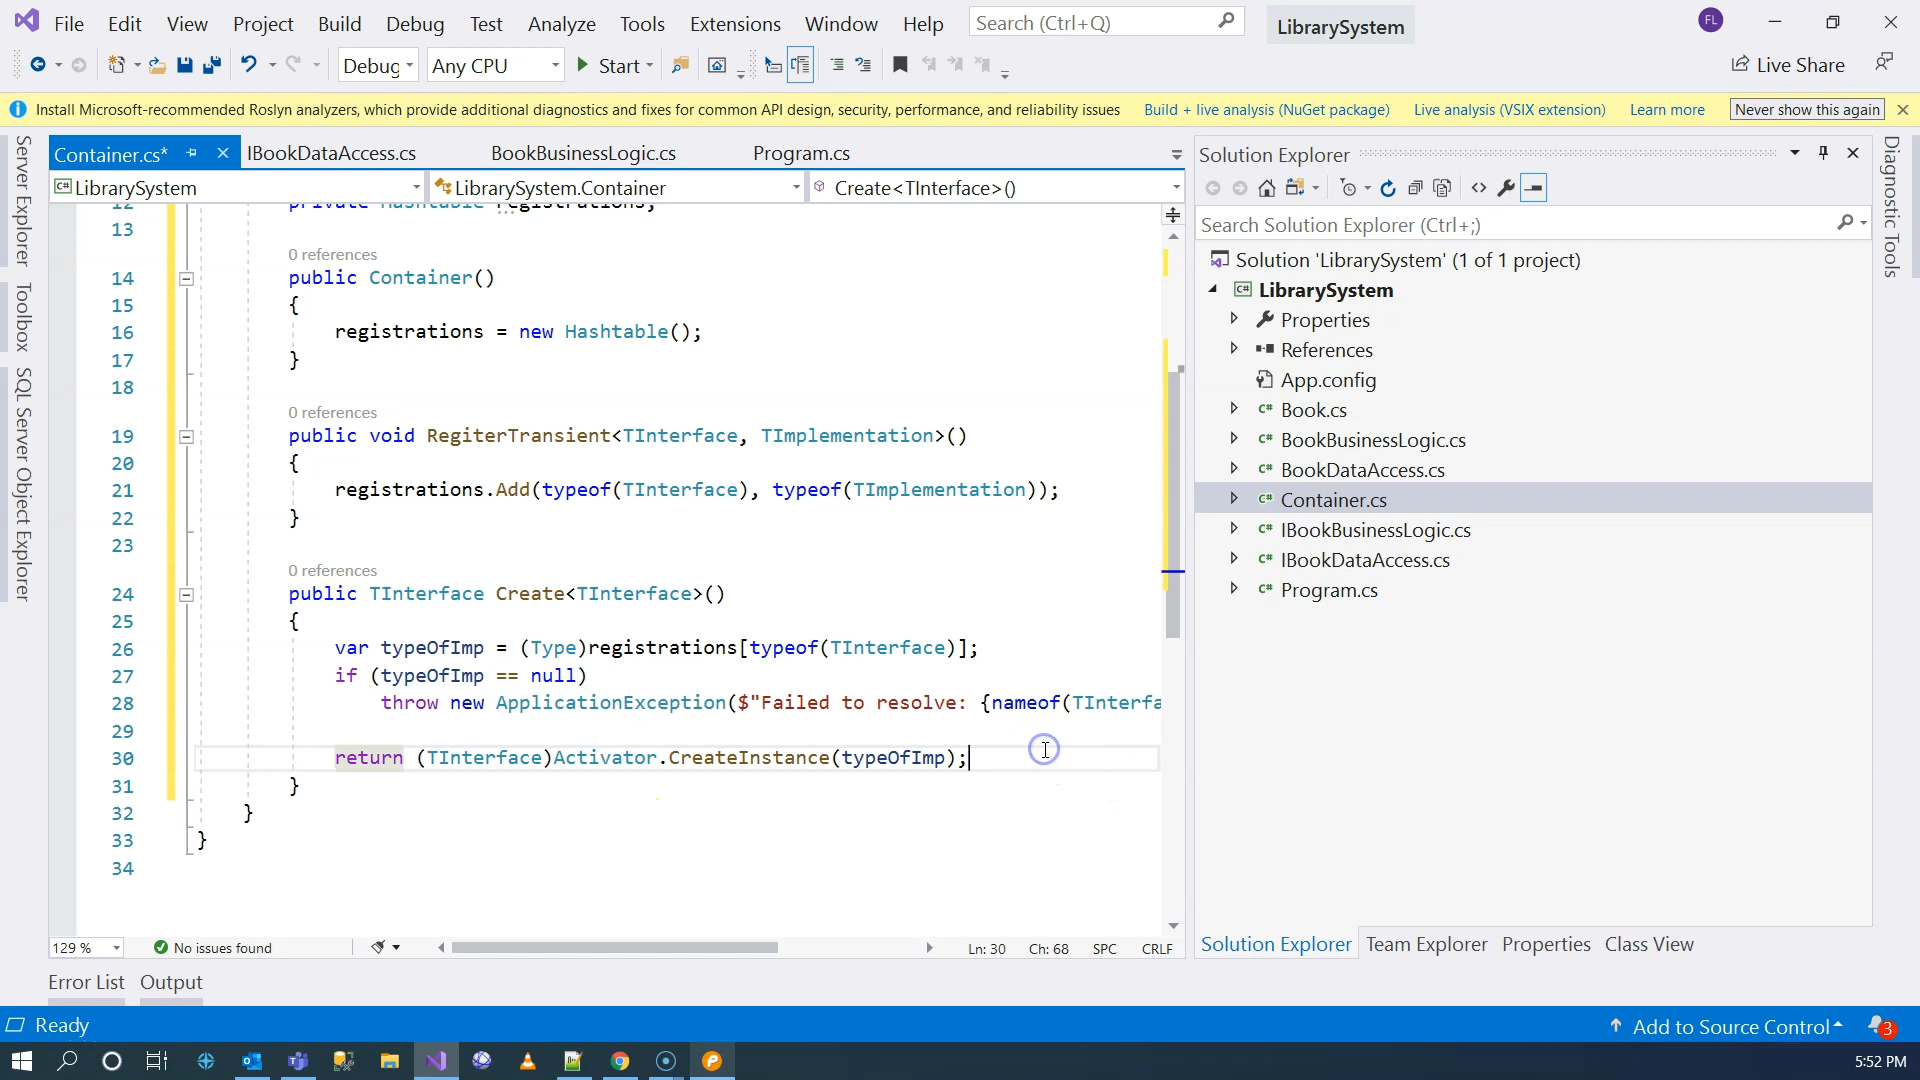 File Edit View Project Build Debug Test Analyze Tools Extensions Window Help Search (Ctrl+Q) LibrarySystem FL
Debug Any CPU Start Live Share
Install Microsoft-recommended Roslyn analyzers, which provide additional diagnostics and fixes for common API design, security, performance, and reliability issues Build + live analysis (NuGet package) Live analysis (VSIX extension) Learn more Never show this again
Server Explorer
Toolbox
SQL Server Object Explorer
Container.cs* IBookDataAccess.cs BookBusinessLogic.cs Program.cs
LibrarySystem LibrarySystem.Container Create<TInterface>()
12 private Hashtable registrations;
13
0 references
14 public Container()
15 {
16 registrations = new Hashtable();
17 }
18
0 references
19 public void RegiterTransient<TInterface, TImplementation>()
20 {
21 registrations.Add(typeof(TInterface), typeof(TImplementation));
22 }
23
0 references
24 public TInterface Create<TInterface>()
25 {
26 var typeOfImp = (Type)registrations[typeof(TInterface)];
27 if (typeOfImp == null)
28 throw new ApplicationException($"Failed to resolve: {nameof(TInterfa
29
30 return (TInterface)Activator.CreateInstance(typeOfImp);
31 }
32 }
33 }
34
129 % No issues found Ln: 30 Ch: 68 SPC CRLF
Solution Explorer
Search Solution Explorer (Ctrl+;)
Solution 'LibrarySystem' (1 of 1 project)
LibrarySystem
Properties
References
App.config
Book.cs
BookBusinessLogic.cs
BookDataAccess.cs
Container.cs
IBookBusinessLogic.cs
IBookDataAccess.cs
Program.cs
Solution Explorer Team Explorer Properties Class View
Diagnostic Tools
Error List Output
Ready Add to Source Control 3
5:52 PM